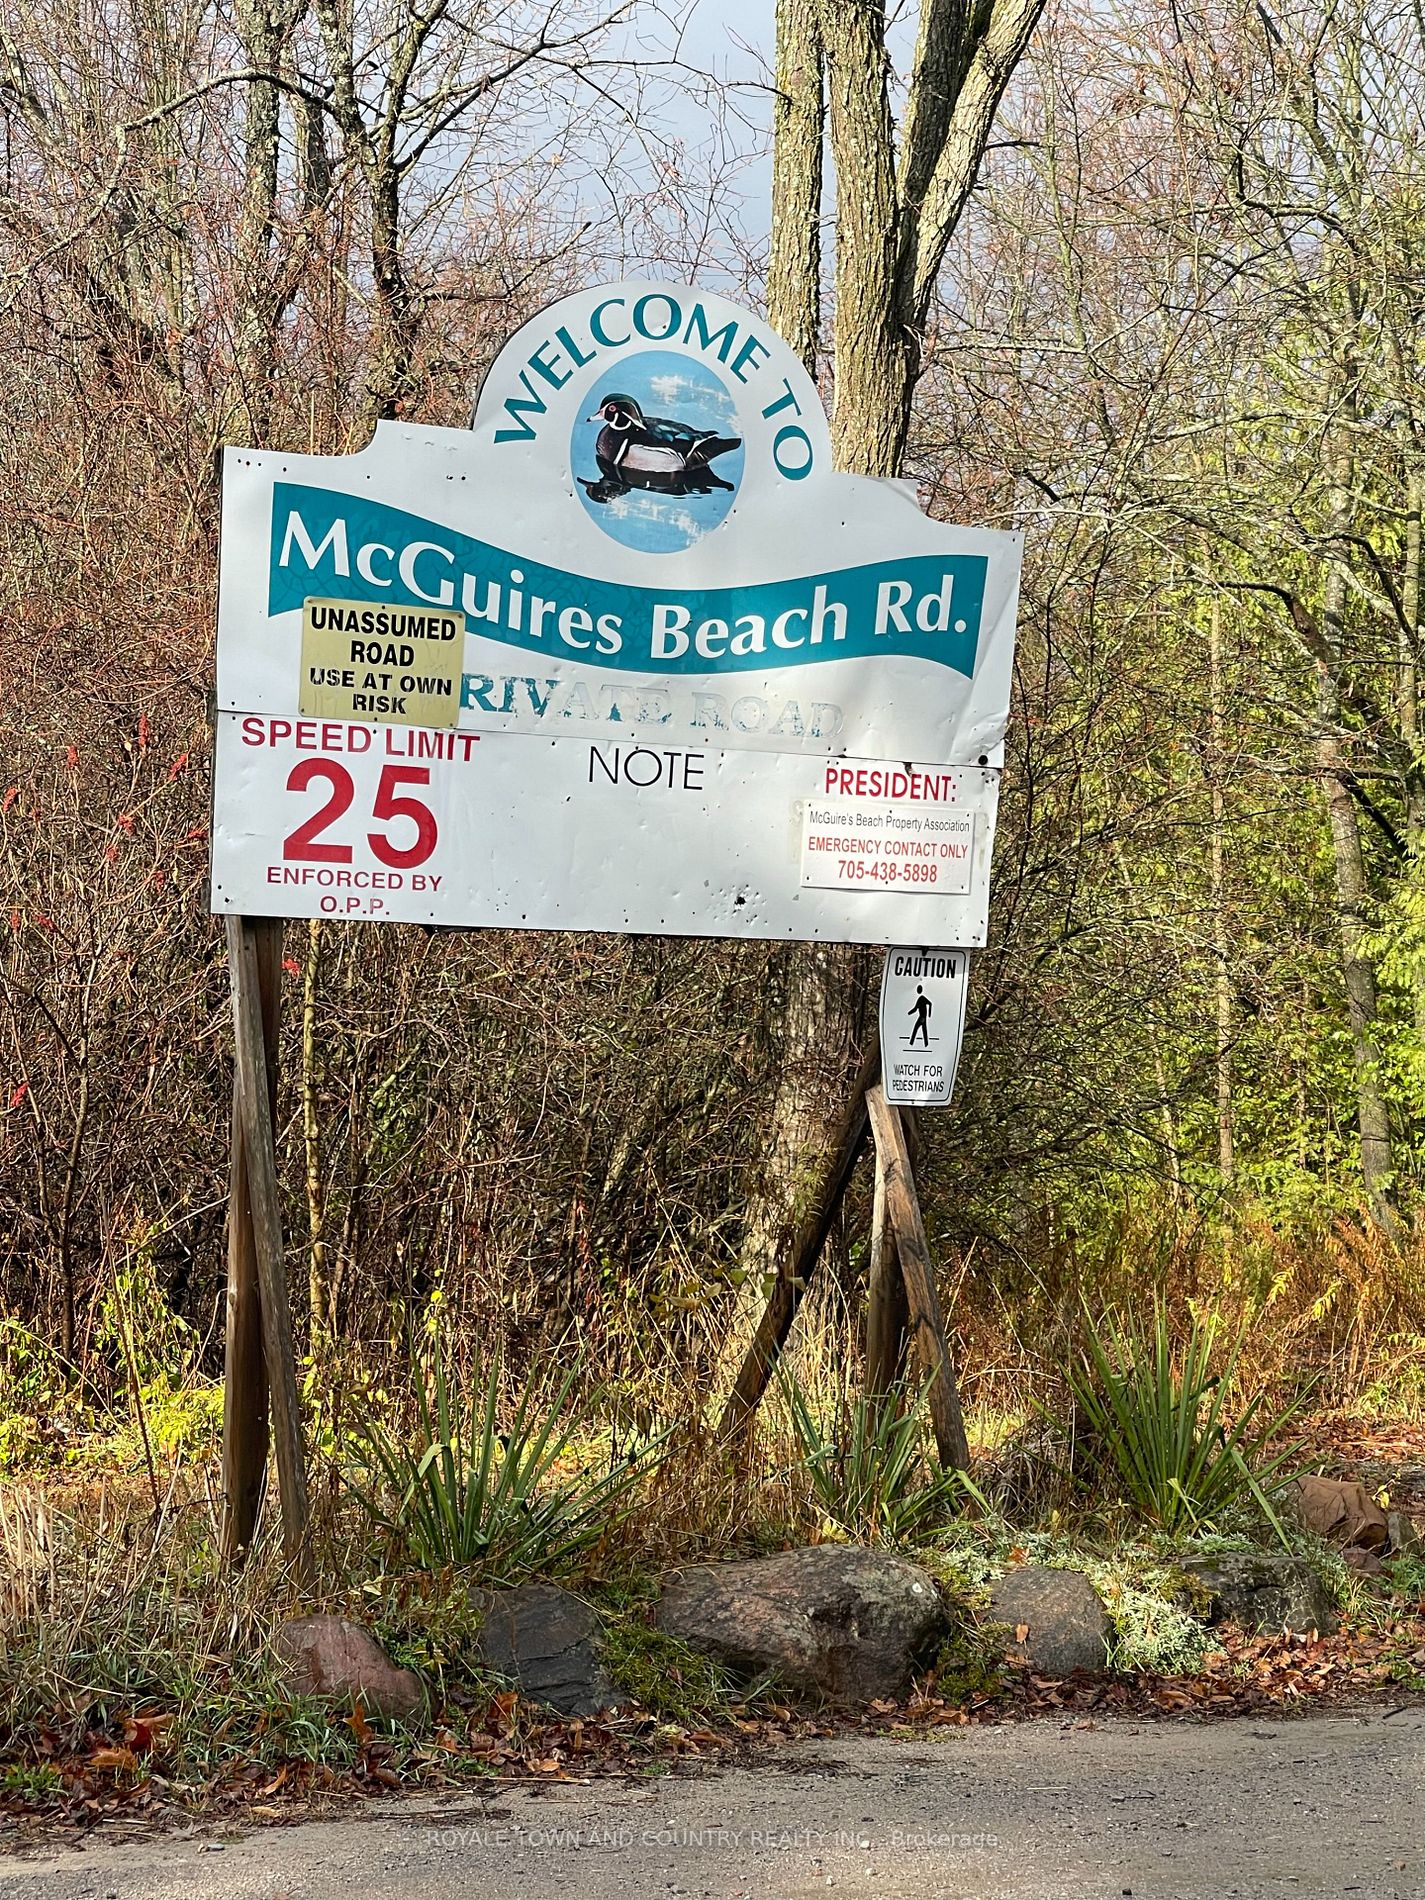 WELCOME TO
McGuires Beach Rd.
UNASSUMED
ROAD
USE AT OWN
RISK
PRIVATE ROAD
SPEED LIMIT
25
ENFORCED BY
O.P.P.
NOTE
PRESIDENT:
McGuire's Beach Property Association
EMERGENCY CONTACT ONLY
705-438-5898
CAUTION
WATCH FOR
PEDESTRIANS
ROYALE TOWN AND COUNTRY REALTY INC., Brokerage